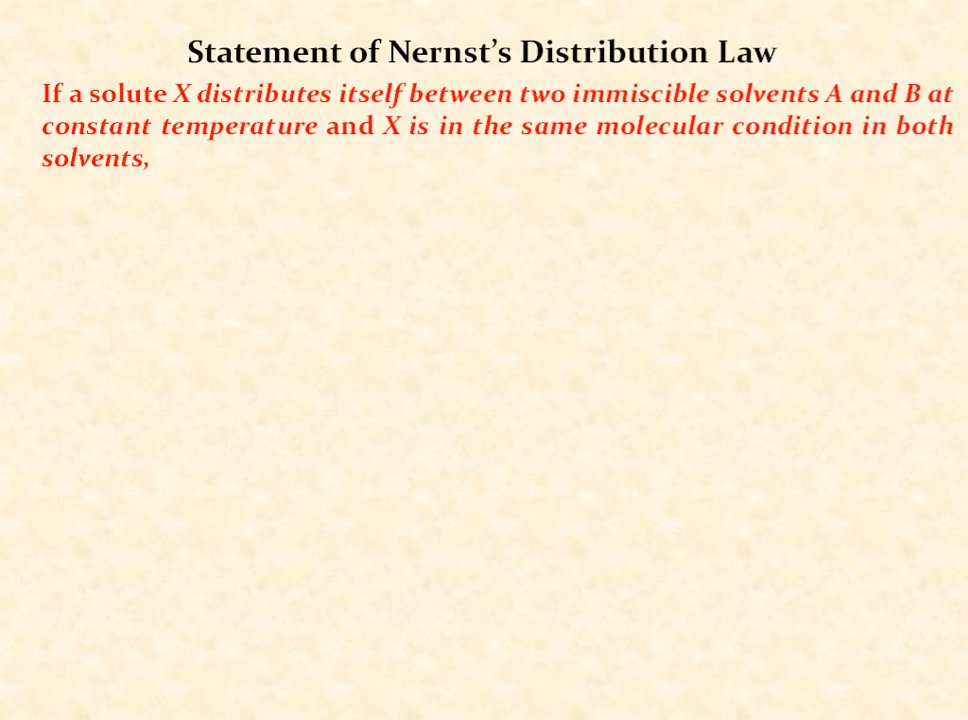 Statement of Nernst’s Distribution Law
If a solute X distributes itself between two immiscible solvents A and B at
constant temperature and X is in the same molecular condition in both
solvents,